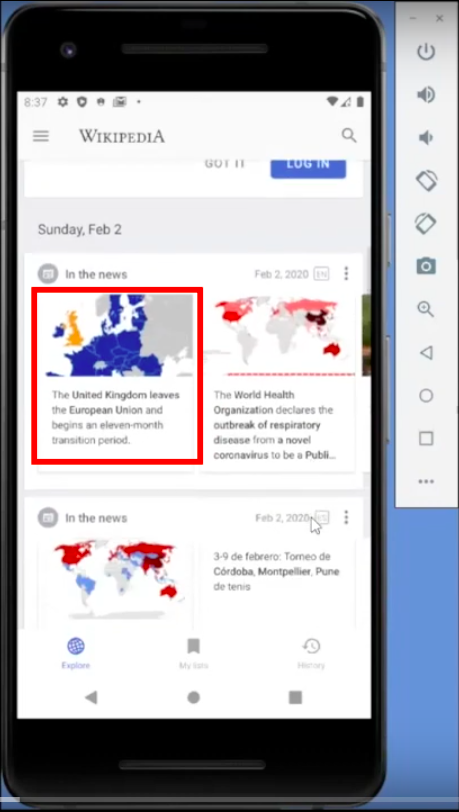 8:37
WIKIPEDIA
GOT IT
LOG IN
Sunday, Feb 2
In the news
Feb 2, 2020
EN
The United Kingdom leaves
the European Union and
begins an eleven-month
transition period.
The World Health
Organization declares the
outbreak of respiratory
disease from a novel
coronavirus to be a Publi...
In the news
Feb 2, 2020
3-9 de febrero: Torneo de
Córdoba, Montpellier, Pune
de tenis
Explore
My lists
History